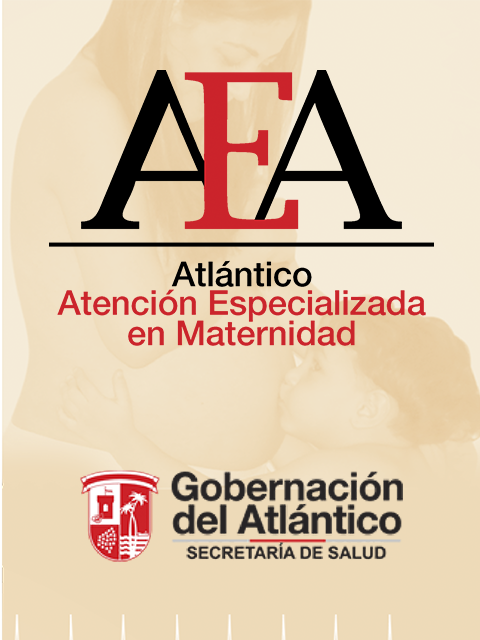 AEA
Atlántico
Atención Especializada
en Maternidad
Gobernación
del Atlántico
SECRETARÍA DE SALUD